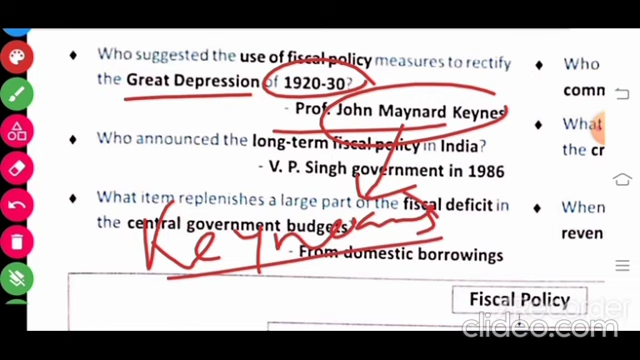 Who suggested the use of fiscal policy measures to rectify
the Great Depression of 1920-30?
- Prof. John Maynard Keynes
Who announced the long-term fiscal policy in India?
- V. P. Singh government in 1986
What item replenishes a large part of the fiscal deficit in
the central government budgets
- From domestic borrowings
Keynesians
Who
comn
What
the cr
When
reven
Fiscal Policy
clideo.com